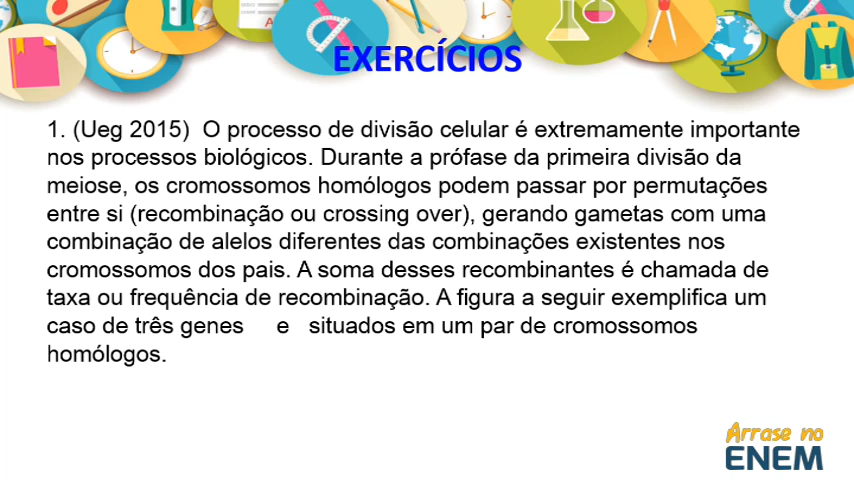 EXERCÍCIOS
1. (Ueg 2015) O processo de divisão celular é extremamente importante
nos processos biológicos. Durante a prófase da primeira divisão da
meiose, os cromossomos homólogos podem passar por permutações
entre si (recombinação ou crossing over), gerando gametas com uma
combinação de alelos diferentes das combinações existentes nos
cromossomos dos pais. A soma desses recombinantes é chamada de
taxa ou frequência de recombinação. A figura a seguir exemplifica um
caso de três genes e situados em um par de cromossomos
homólogos.
Arrase no
ENEM